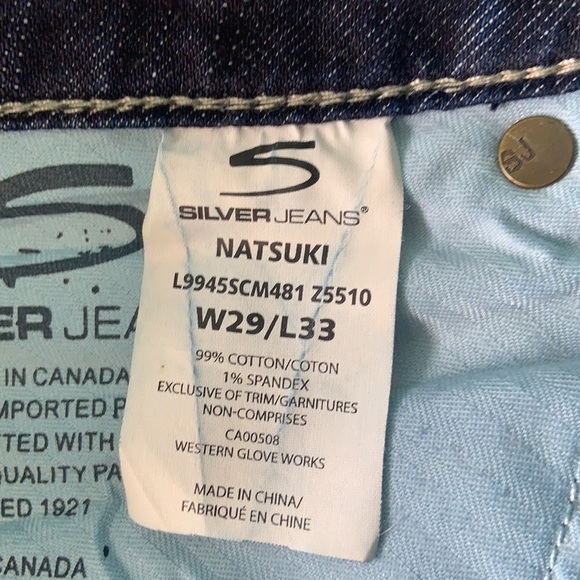 SILVER JEANS®
NATSUKI
L9945SCM481 Z5510
W29/L33
99% COTTON/COTON
1% SPANDEX
EXCLUSIVE OF TRIM/GARNITURES
NON-COMPRISES
CA00508
WESTERN GLOVE WORKS
MADE IN CHINA/
FABRIQUÉ EN CHINE
SJ
ER JEA
IN CANADA
MPORTED P
TED WITH
QUALITY PA
ED 1921
CANADA